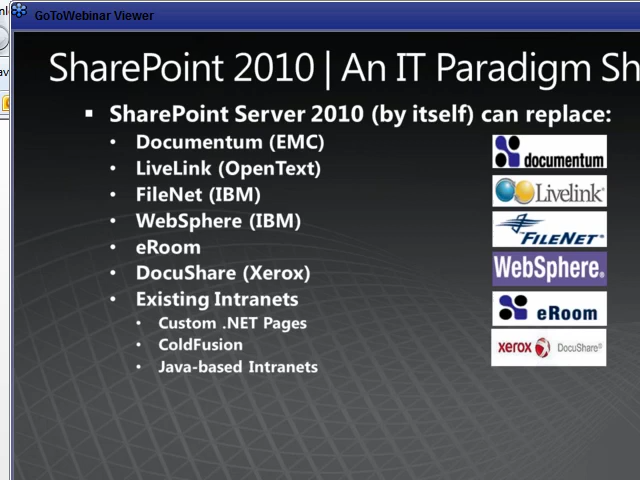 GoToWebinar Viewer
SharePoint 2010 | An IT Paradigm Sh
SharePoint Server 2010 (by itself) can replace:
Documentum (EMC)
LiveLink (OpenText)
FileNet (IBM)
WebSphere (IBM)
eRoom
DocuShare (Xerox)
Existing Intranets
Custom .NET Pages
ColdFusion
Java-based Intranets
documentum
Livelink®
FILENET®
WebSphere®
eRoom
xerox DocuShare®